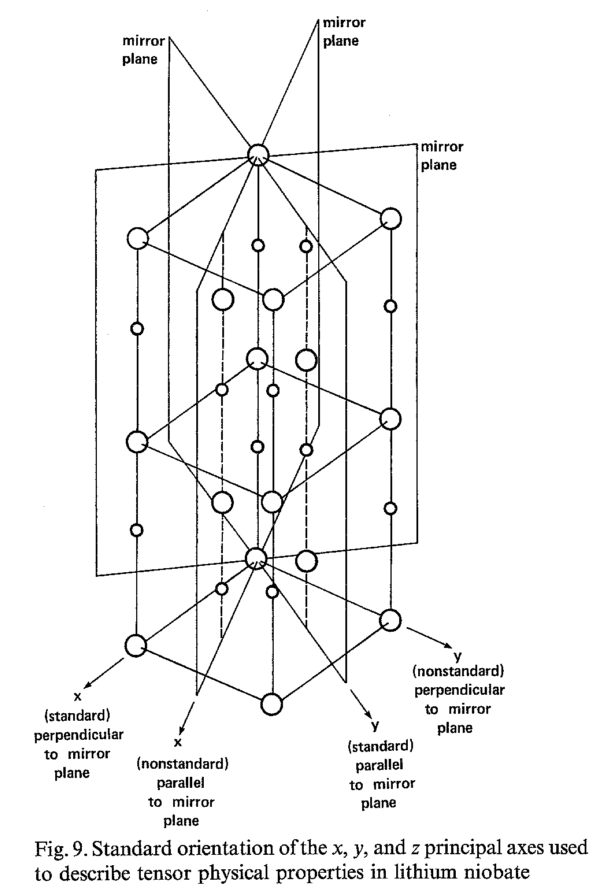 mirror
plane
mirror
plane
mirror
plane
x
(standard)
perpendicular
to mirror
plane
x
(nonstandard)
parallel
to mirror
plane
y
(standard)
parallel
to mirror
plane
y
(nonstandard)
perpendicular
to mirror
plane
Fig. 9. Standard orientation of the x, y, and z principal axes used
to describe tensor physical properties in lithium niobate